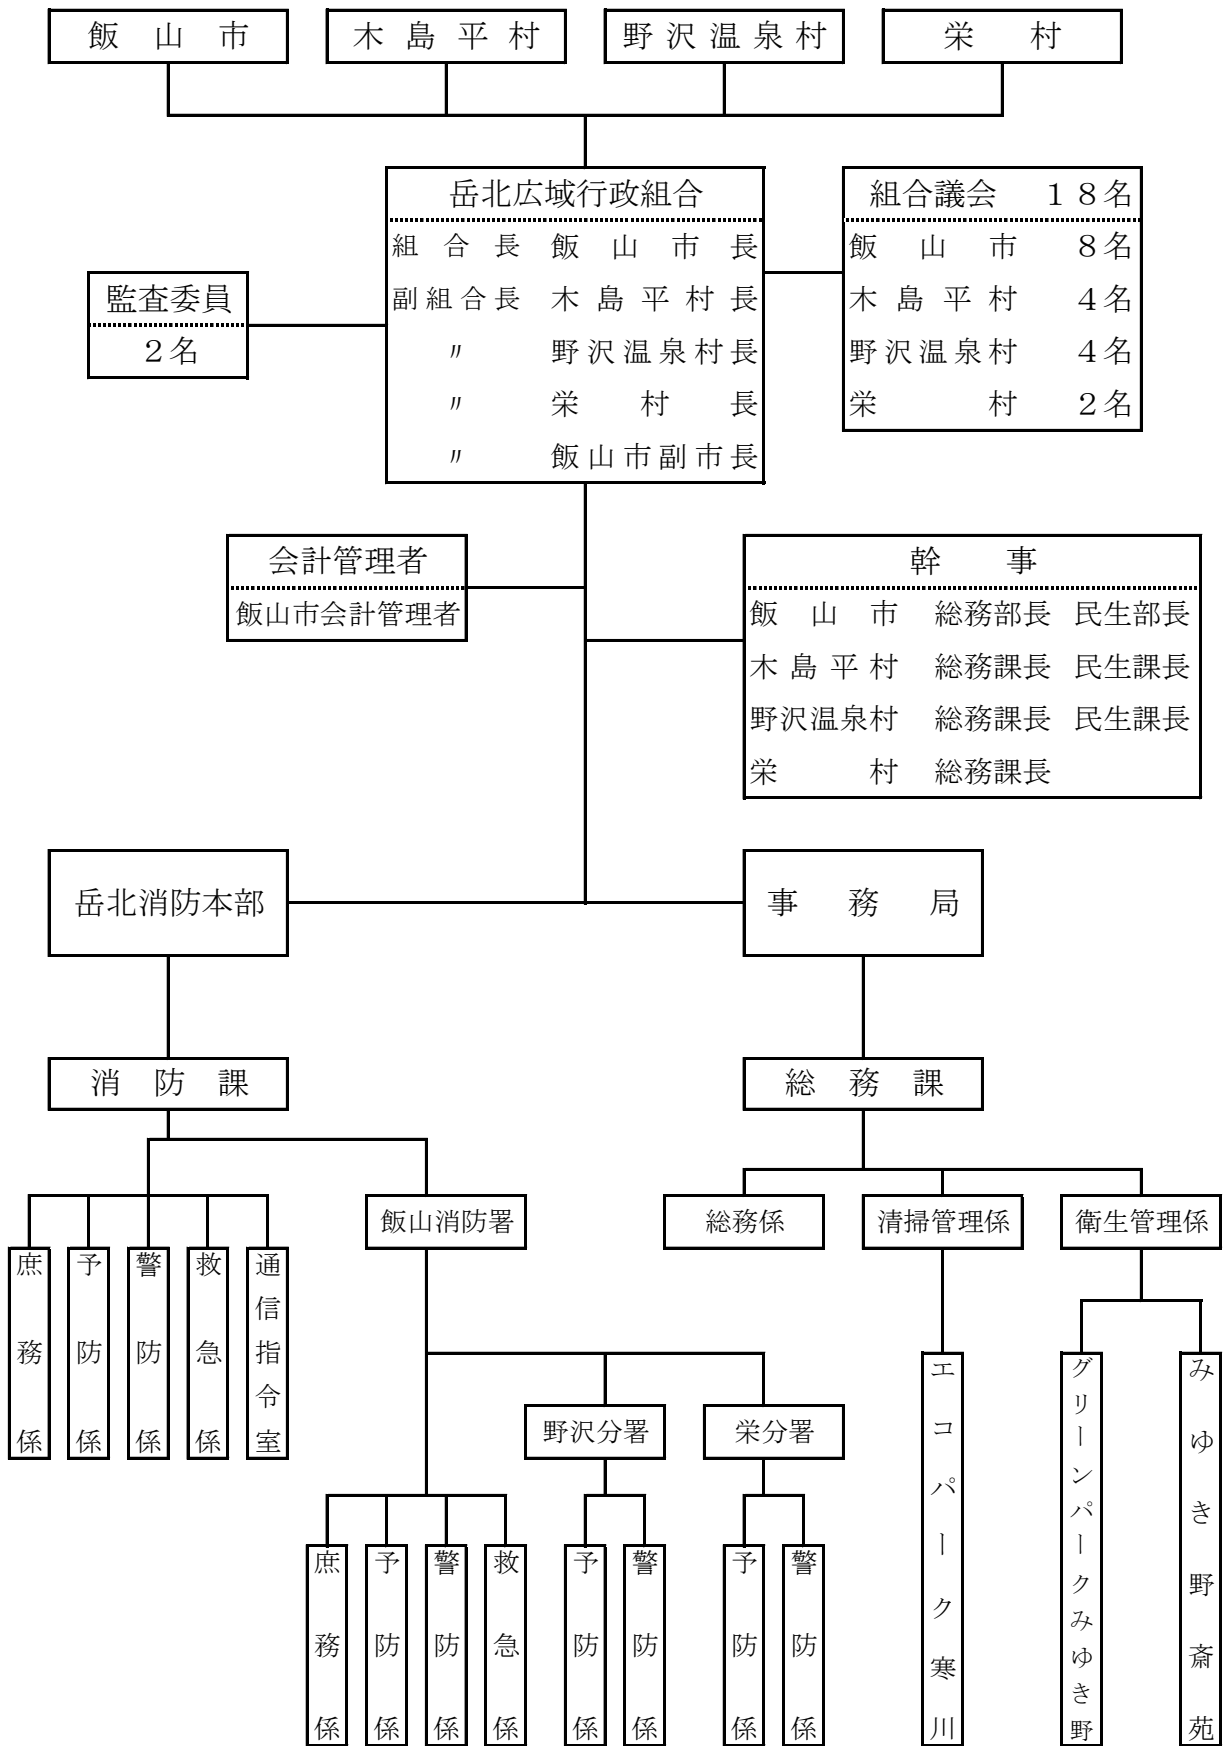 飯山市
木島平村
野沢温泉村
栄村
岳北広域行政組合
組合長 飯山市長
副組合長 木島平村長
〃 野沢温泉村長
〃 栄村長
〃 飯山市副市長
組合議会 18名
飯山市 8名
木島平村 4名
野沢温泉村 4名
栄村 2名
監査委員
2名
会計管理者
飯山市会計管理者
幹事
飯山市 総務部長 民生部長
木島平村 総務課長 民生課長
野沢温泉村 総務課長 民生課長
栄村 総務課長
岳北消防本部
事務局
消防課
総務課
飯山消防署
総務係
清掃管理係
衛生管理係
庶務係
予防係
警防係
救急係
通信指令室
野沢分署
栄分署
庶務係
予防係
警防係
救急係
予防係
警防係
予防係
警防係
エコパーク寒川
グリーンパークみゆき野
みゆき野斎苑